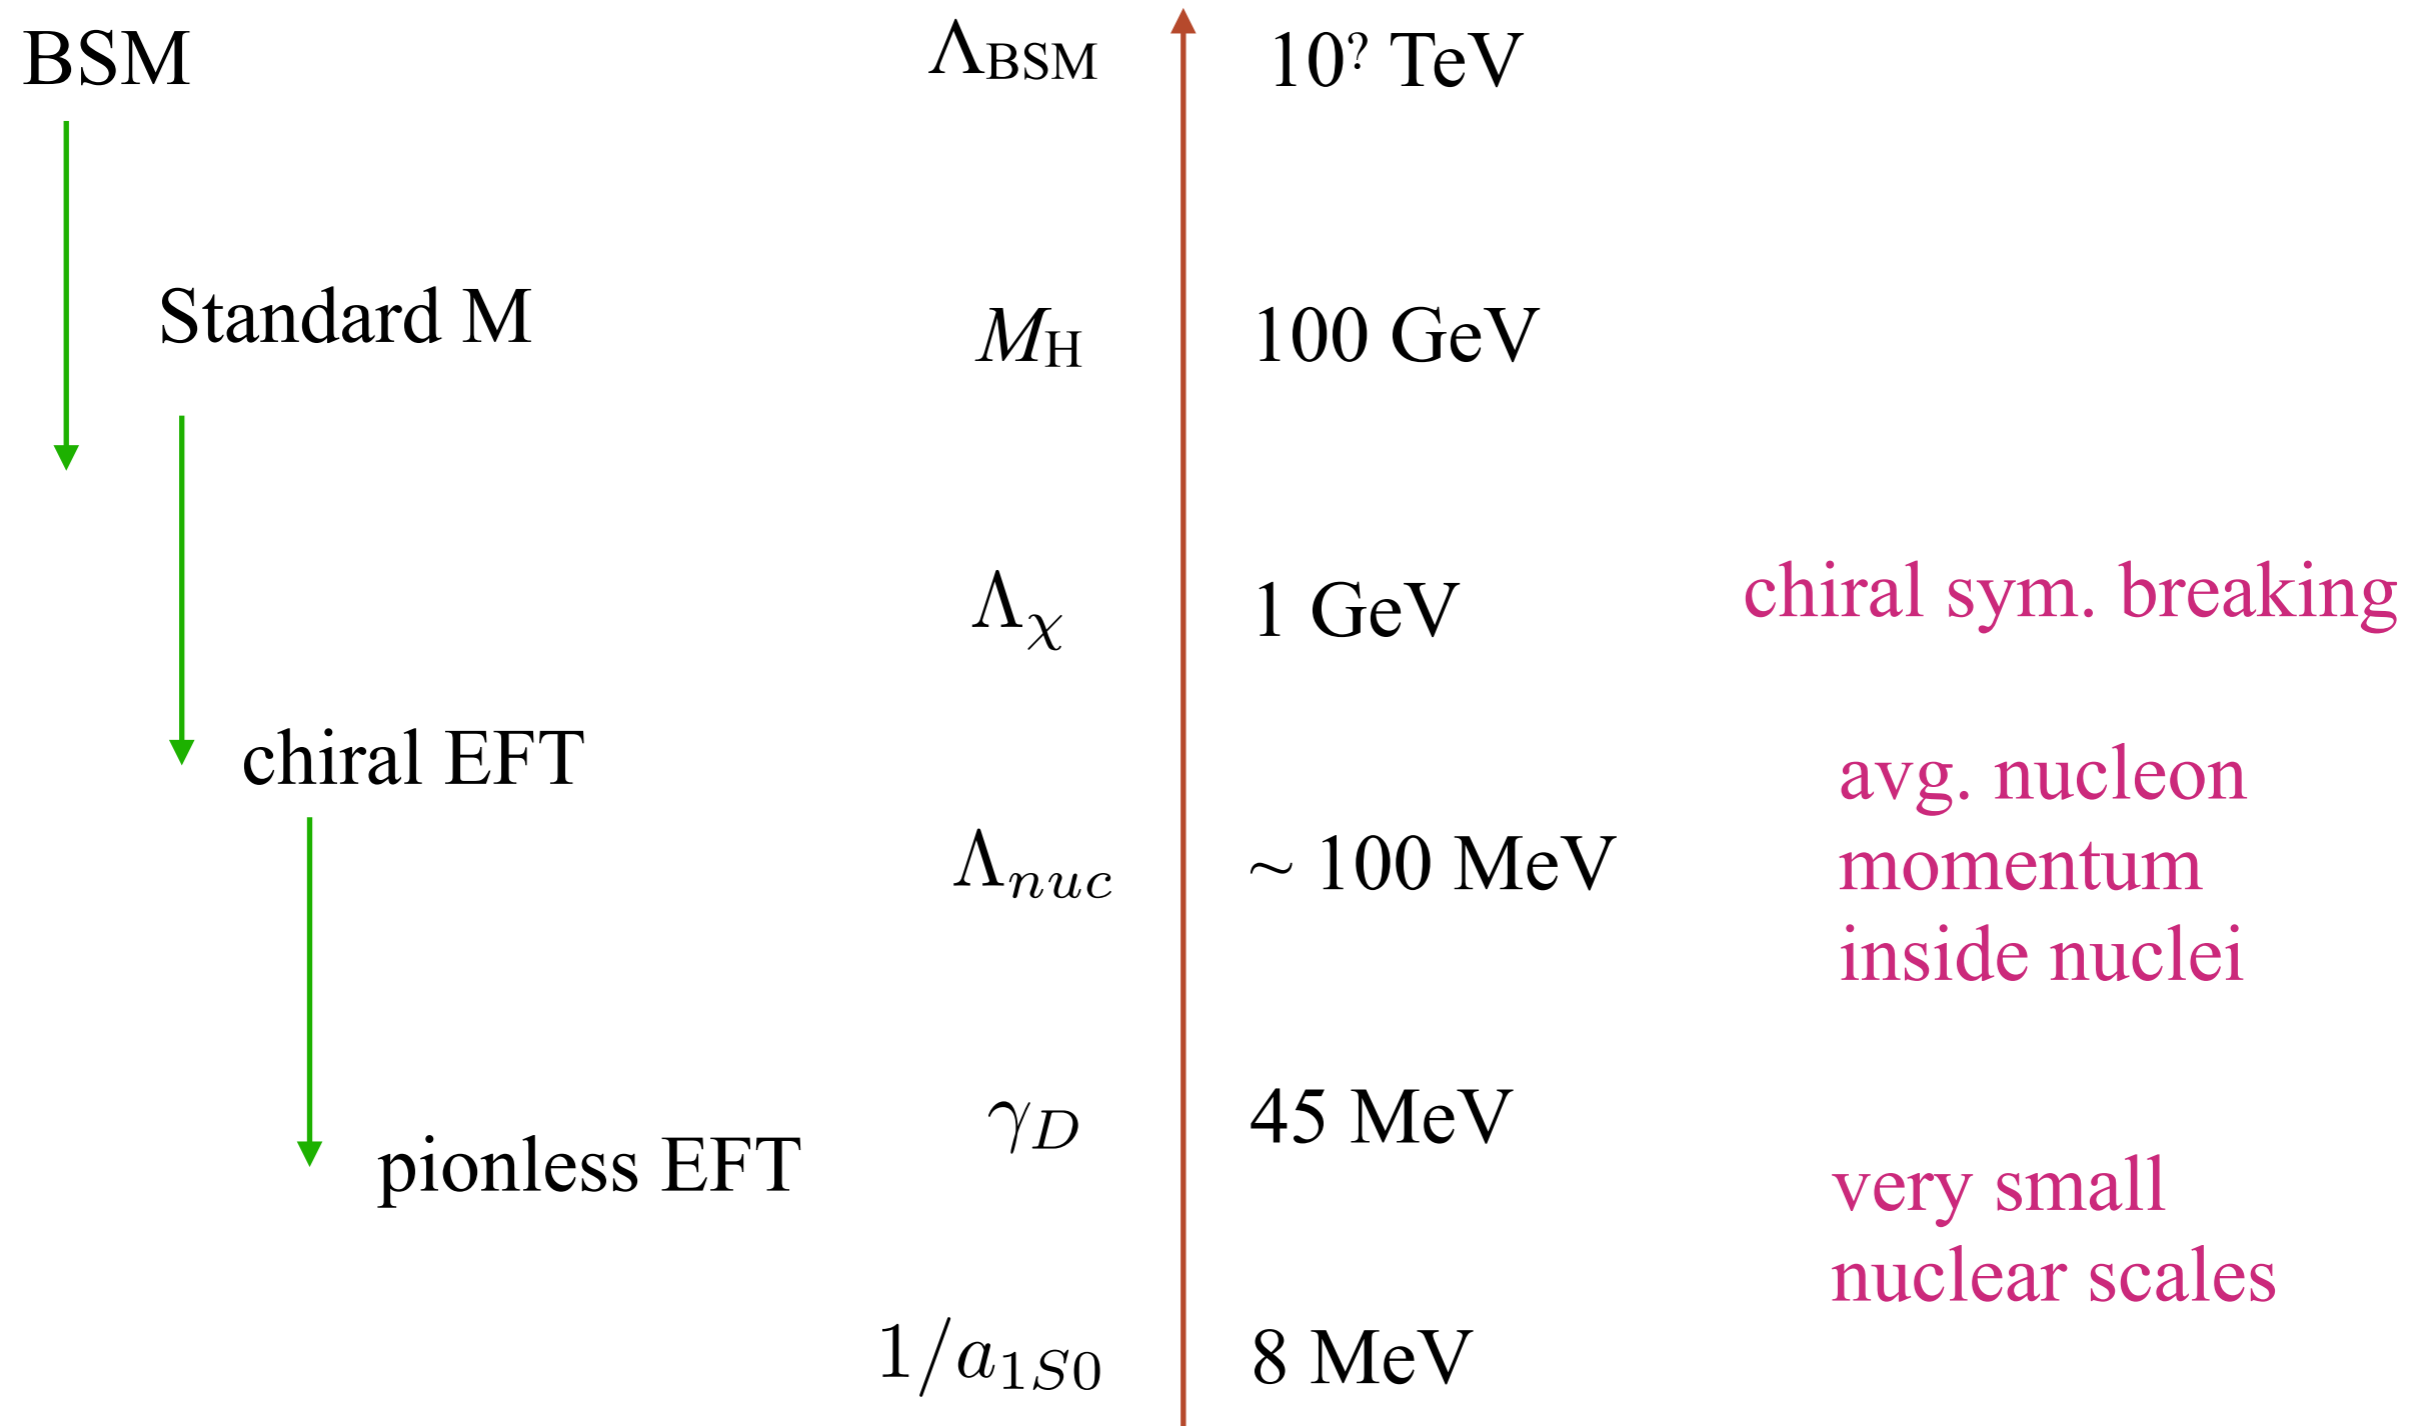 BSM
Λ_BSM
10^? TeV
Standard M
M_H
100 GeV
Λ_χ
1 GeV
chiral sym. breaking
chiral EFT
Λ_nuc
~ 100 MeV
avg. nucleon
momentum
inside nuclei
pionless EFT
γ_D
45 MeV
very small
nuclear scales
1/a_1S0
8 MeV